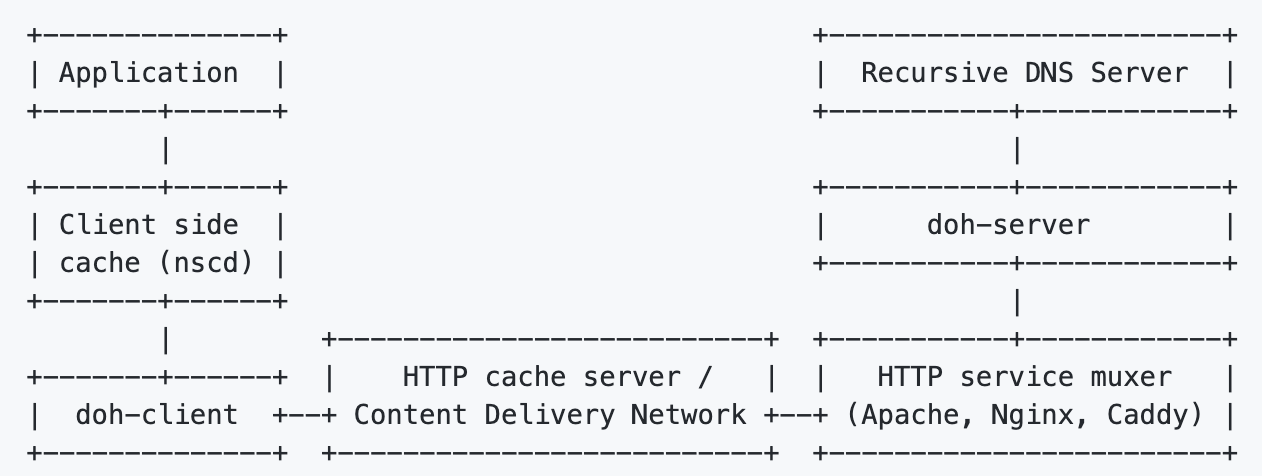 Application
Recursive DNS Server
Client side
cache (nscd)
doh-server
HTTP cache server /
Content Delivery Network
HTTP service muxer
(Apache, Nginx, Caddy)
doh-client